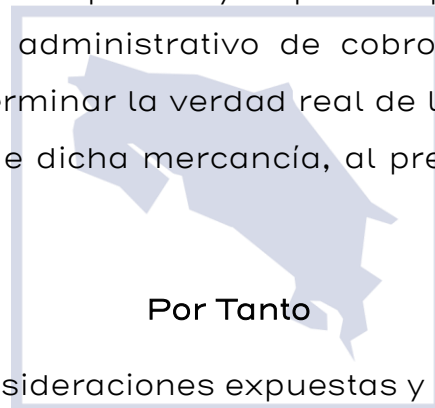 administrativo de cobro
rminar la verdad real de l
e dicha mercancía, al pre
Por Tanto
sideraciones expuestas y